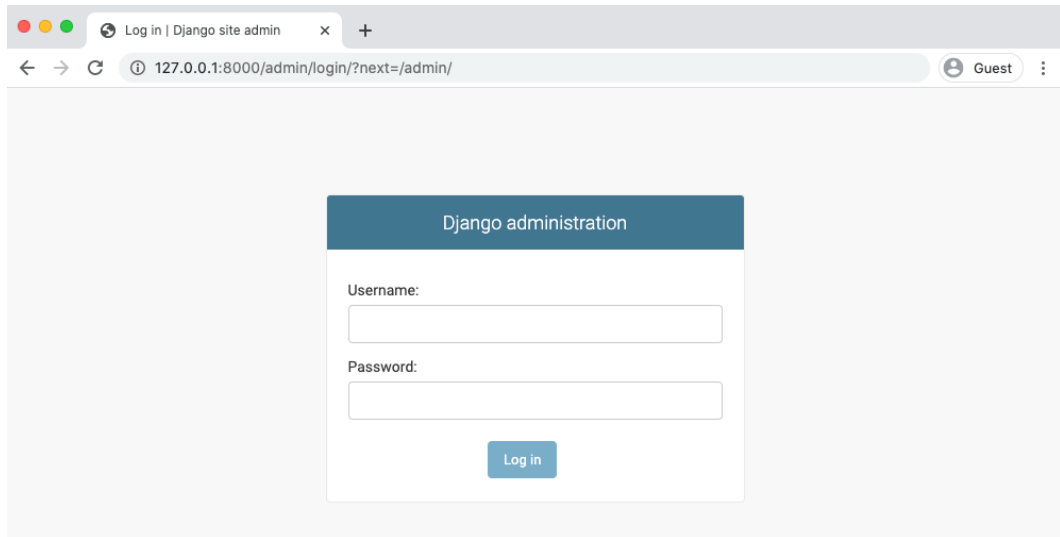 Log in | Django site admin
127.0.0.1:8000/admin/login/?next=/admin/
Guest
Django administration
Username:
Password:
Log in